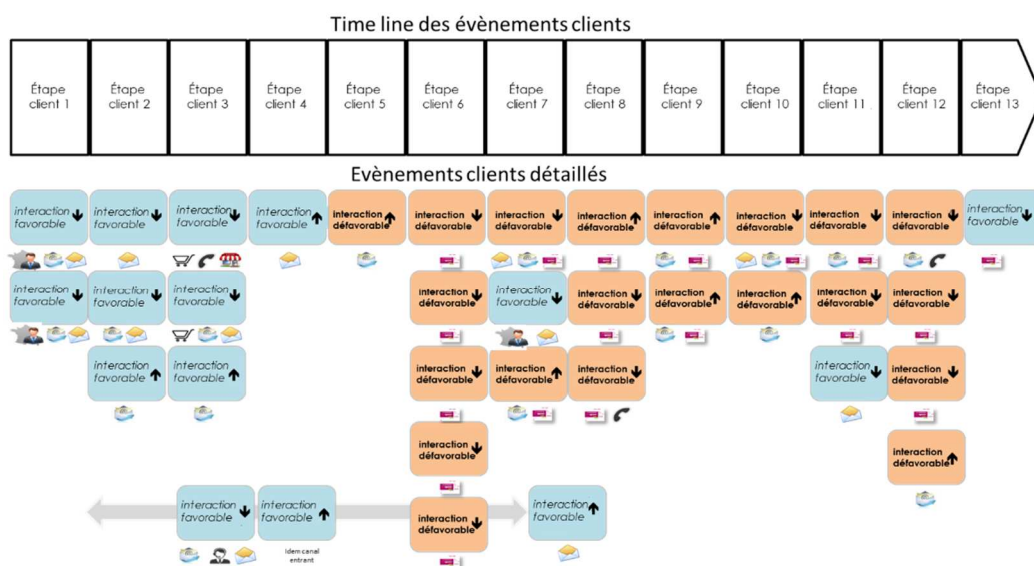 Time line des évènements clients
Étape
client 1
Étape
client 2
Étape
client 3
Étape
client 4
Étape
client 5
Étape
client 6
Étape
client 7
Étape
client 8
Étape
client 9
Étape
client 10
Étape
client 11
Étape
client 12
Étape
client 13
Evènements clients détaillés
interaction
favorable
interaction
favorable
interaction
favorable
interaction
favorable
interaction
défavorable
interaction
défavorable
interaction
défavorable
interaction
défavorable
interaction
défavorable
interaction
défavorable
interaction
défavorable
interaction
défavorable
interaction
favorable
interaction
favorable
interaction
favorable
interaction
favorable
interaction
défavorable
interaction
favorable
interaction
défavorable
interaction
défavorable
interaction
défavorable
interaction
défavorable
interaction
défavorable
interaction
favorable
interaction
favorable
interaction
défavorable
interaction
défavorable
interaction
défavorable
interaction
favorable
interaction
défavorable
interaction
défavorable
interaction
défavorable
interaction
favorable
interaction
favorable
interaction
défavorable
interaction
favorable
Idem canal
entrant